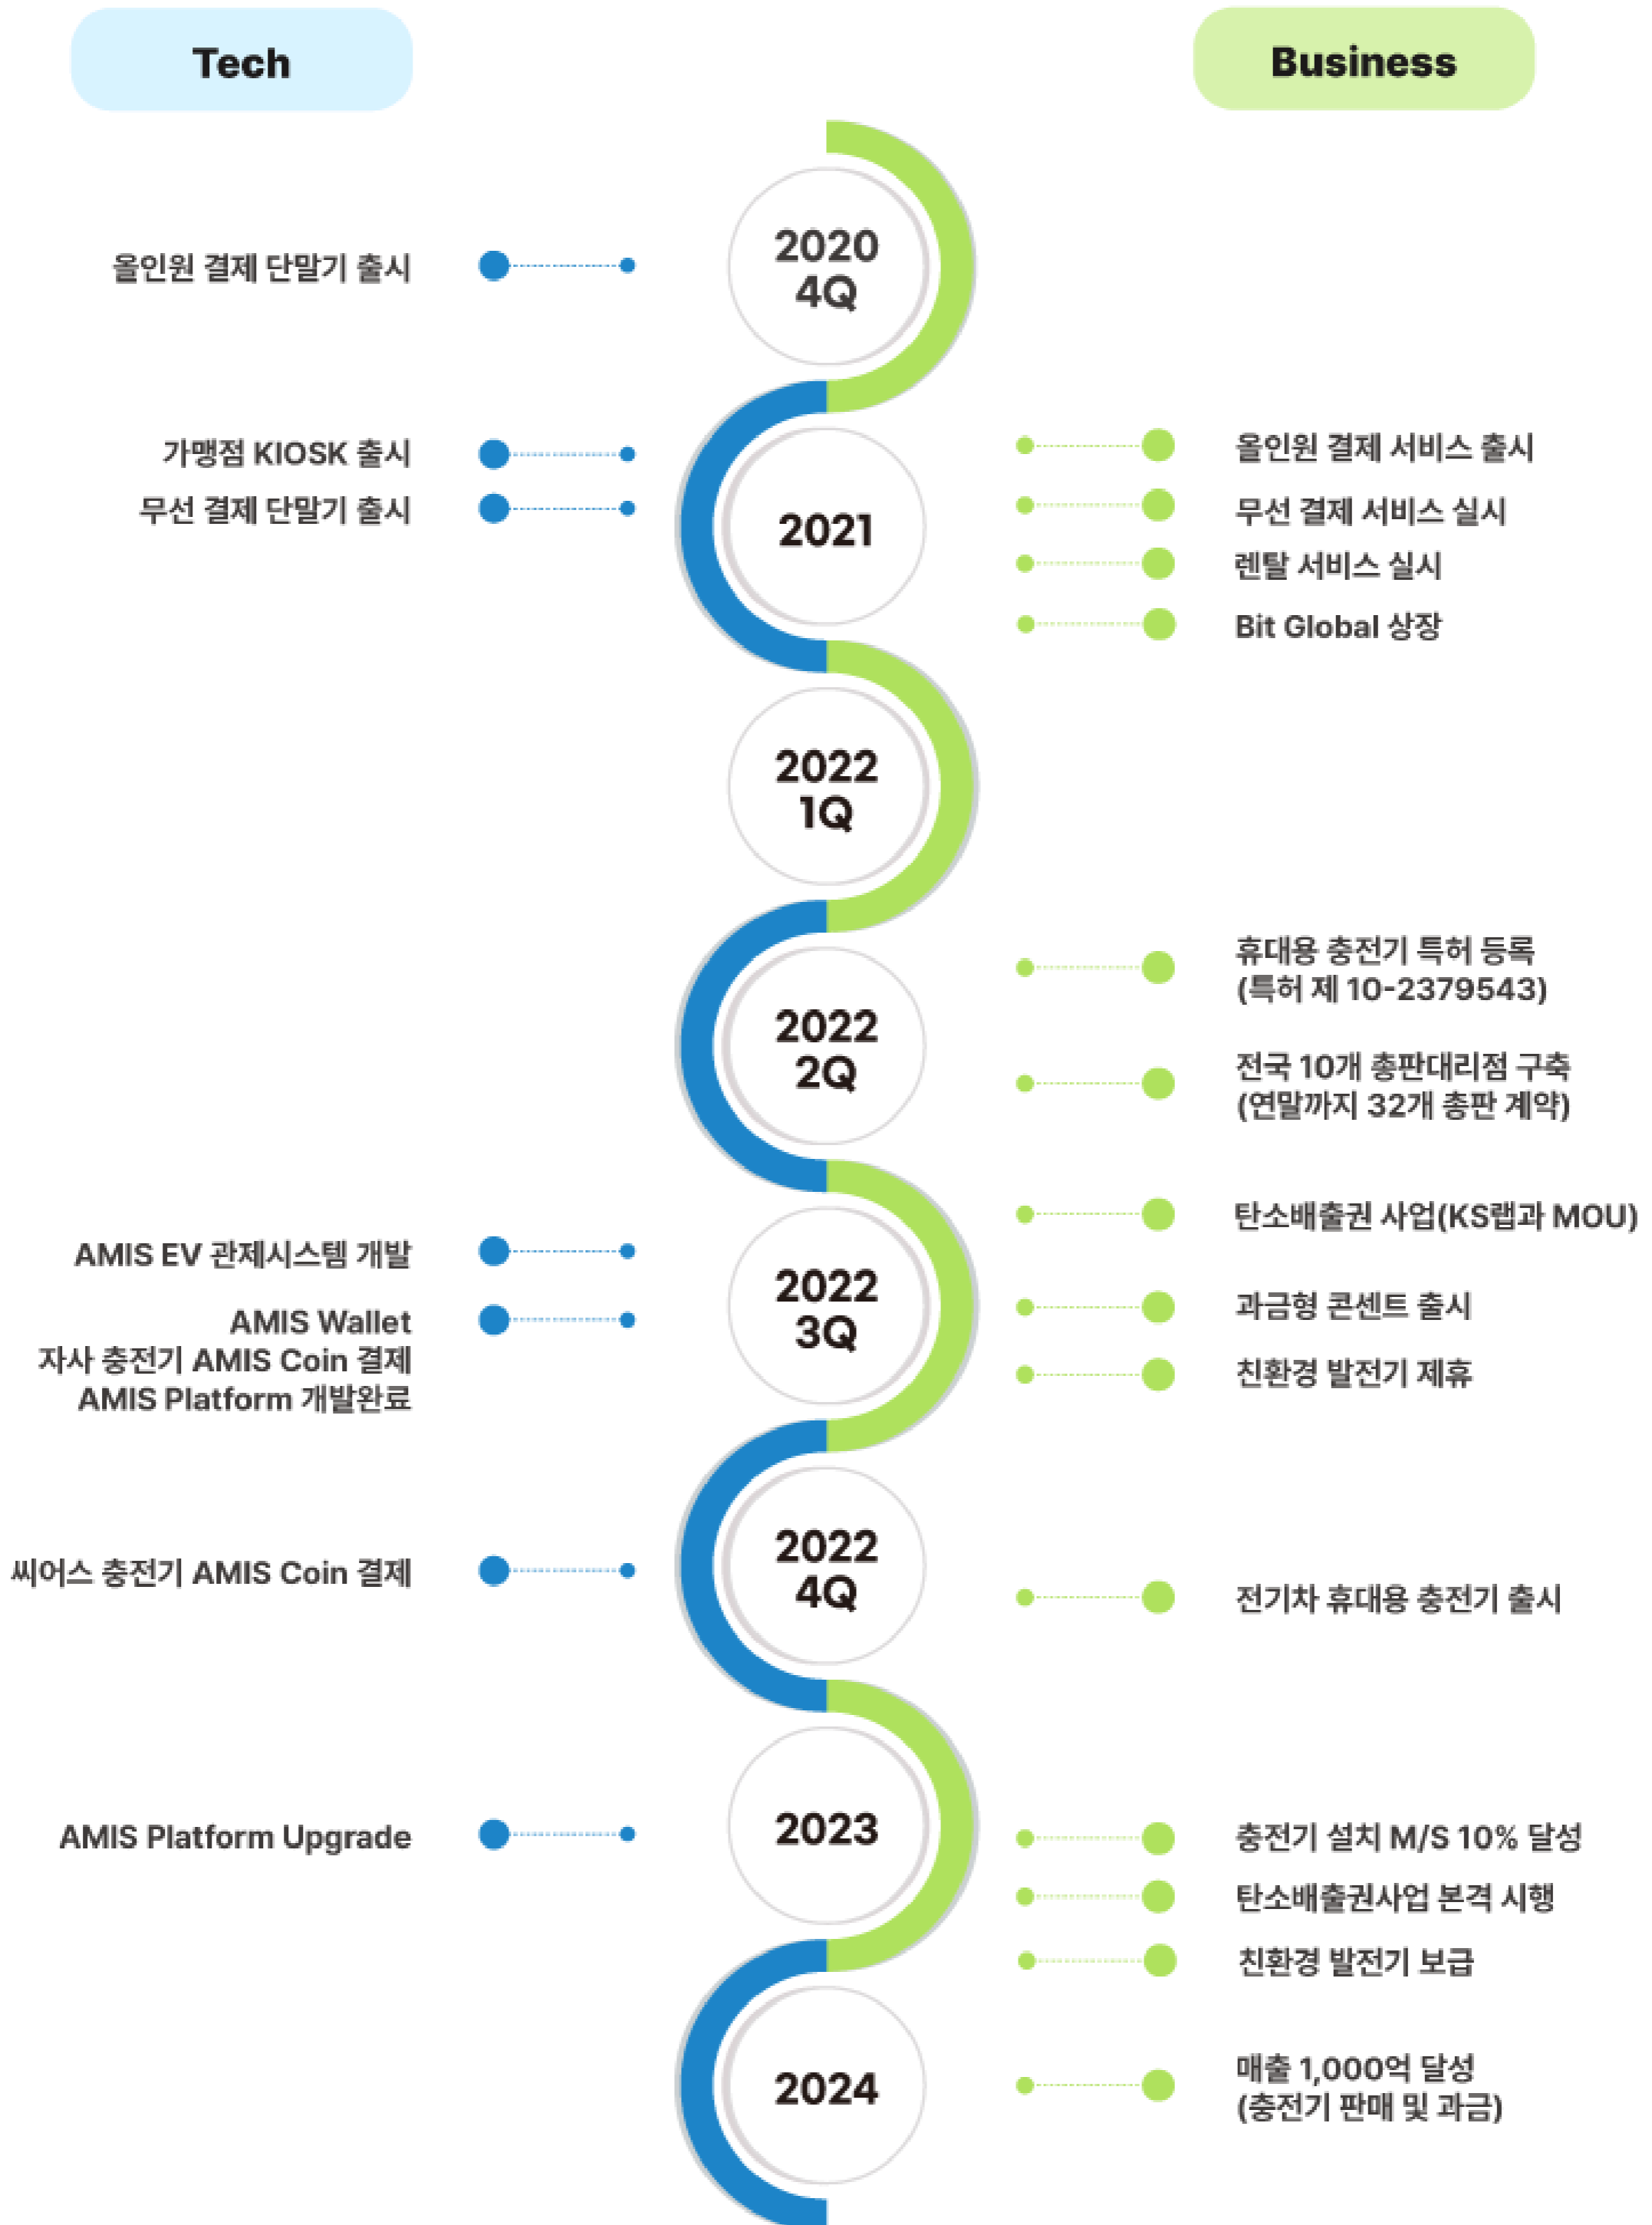 Tech
Business
2020
4Q
올인원 결제 단말기 출시
2021
가맹점 KIOSK 출시
무선 결제 단말기 출시
올인원 결제 서비스 출시
무선 결제 서비스 실시
렌탈 서비스 실시
Bit Global 상장
2022
1Q
2022
2Q
휴대용 충전기 특허 등록
(특허 제 10-2379543)
전국 10개 총판대리점 구축
(연말까지 32개 총판 계약)
2022
3Q
AMIS EV 관제시스템 개발
AMIS Wallet
자사 충전기 AMIS Coin 결제
AMIS Platform 개발완료
탄소배출권 사업(KS랩과 MOU)
과금형 콘센트 출시
친환경 발전기 제휴
2022
4Q
씨어스 충전기 AMIS Coin 결제
전기차 휴대용 충전기 출시
2023
AMIS Platform Upgrade
충전기 설치 M/S 10% 달성
탄소배출권사업 본격 시행
친환경 발전기 보급
2024
매출 1,000억 달성
(충전기 판매 및 과금)